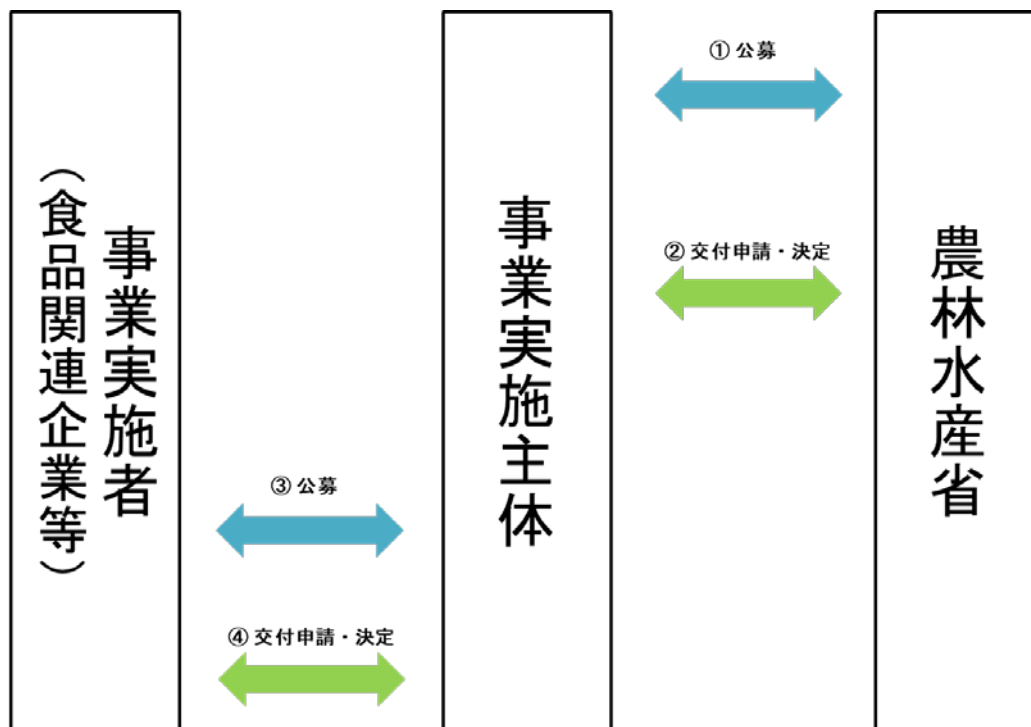 事業実施者
（食品関連企業等）
事業実施主体
農林水産省
① 公募
② 交付申請・決定
③ 公募
④ 交付申請・決定